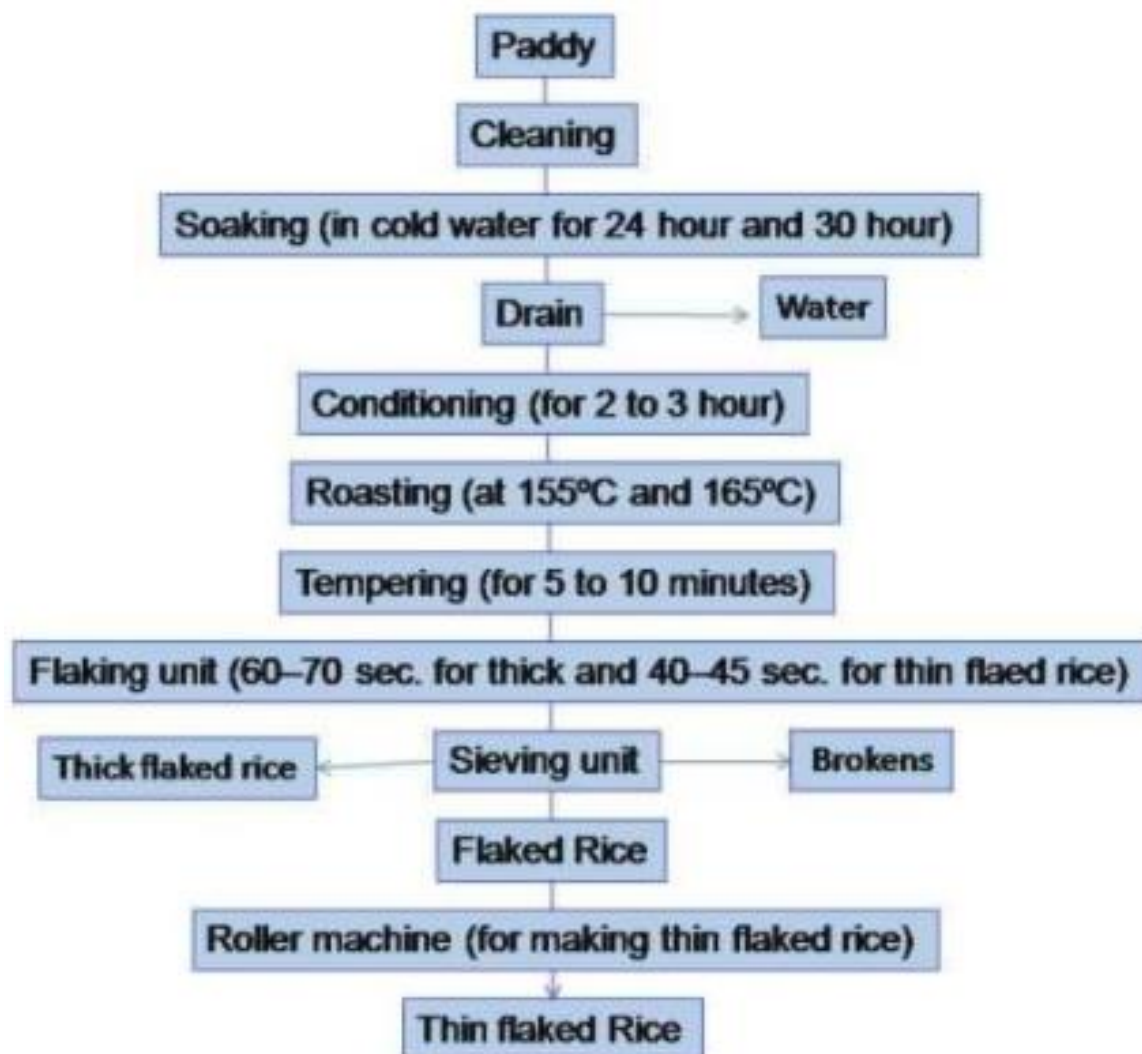 Paddy
Cleaning
Soaking (in cold water for 24 hour and 30 hour)
Drain
Water
Conditioning (for 2 to 3 hour)
Roasting (at 155ºC and 165ºC)
Tempering (for 5 to 10 minutes)
Flaking unit (60–70 sec. for thick and 40–45 sec. for thin flaed rice)
Thick flaked rice
Sieving unit
Brokens
Flaked Rice
Roller machine (for making thin flaked rice)
Thin flaked Rice